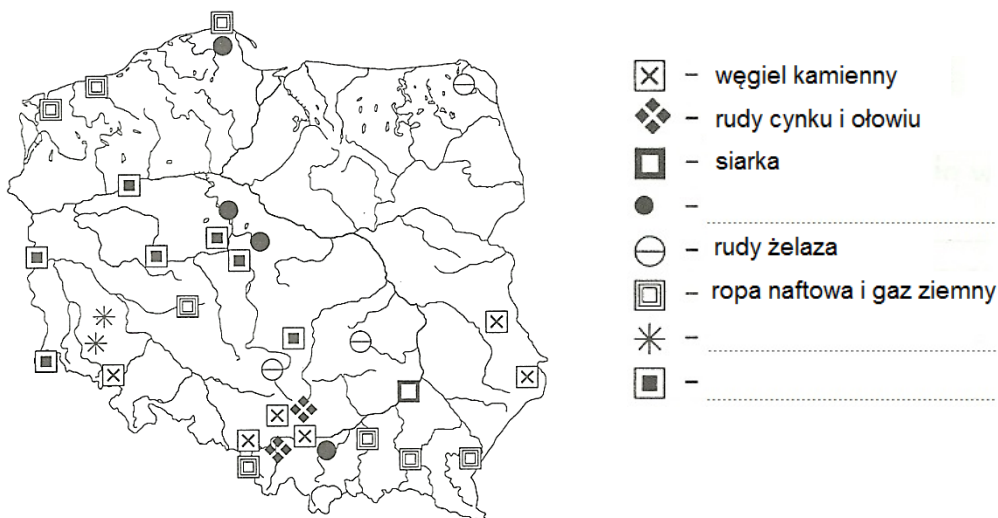 – węgiel kamienny
– rudy cynku i ołowiu
– siarka
– ................................................
– rudy żelaza
– ropa naftowa i gaz ziemny
– ................................................
– ................................................